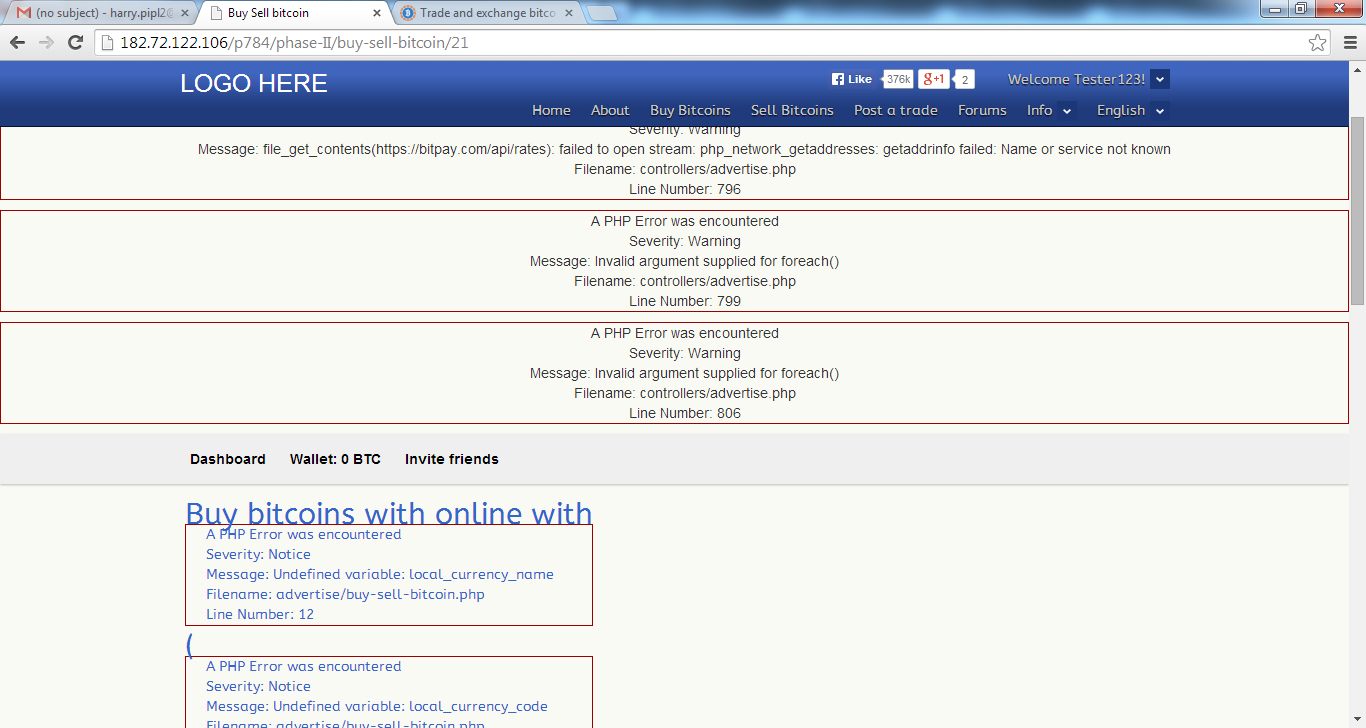 (no subject) - harry.pipl2@
Buy Sell bitcoin
Trade and exchange bitco
182.72.122.106/p784/phase-II/buy-sell-bitcoin/21
LOGO HERE
Like 376k +1 2 Welcome Tester123!
Home About Buy Bitcoins Sell Bitcoins Post a trade Forums Info English
Severity: Warning
Message: file_get_contents(https://bitpay.com/api/rates): failed to open stream: php_network_getaddresses: getaddrinfo failed: Name or service not known
Filename: controllers/advertise.php
Line Number: 796
A PHP Error was encountered
Severity: Warning
Message: Invalid argument supplied for foreach()
Filename: controllers/advertise.php
Line Number: 799
A PHP Error was encountered
Severity: Warning
Message: Invalid argument supplied for foreach()
Filename: controllers/advertise.php
Line Number: 806
Dashboard Wallet: 0 BTC Invite friends
Buy bitcoins with online with
A PHP Error was encountered
Severity: Notice
Message: Undefined variable: local_currency_name
Filename: advertise/buy-sell-bitcoin.php
Line Number: 12
(
A PHP Error was encountered
Severity: Notice
Message: Undefined variable: local_currency_code
Filename: advertise/buy-sell-bitcoin.php